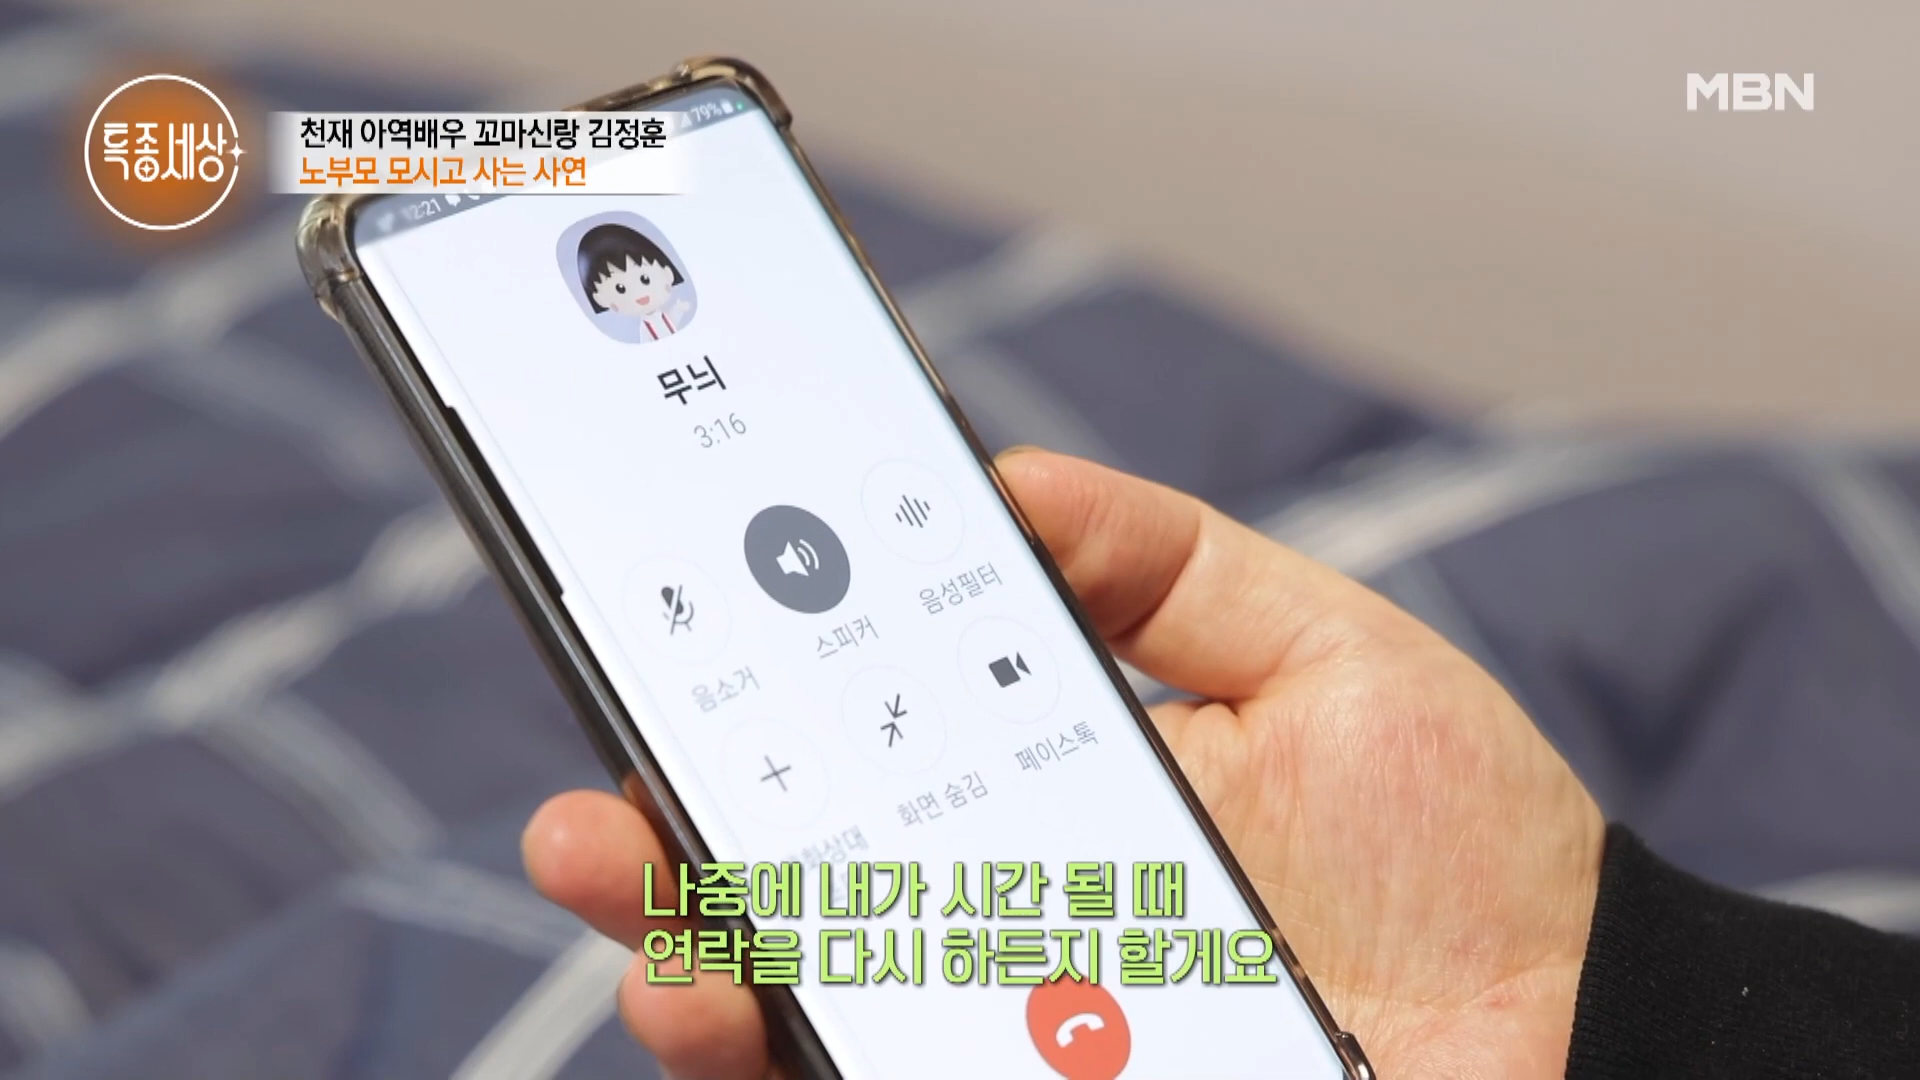 특종세상
천재 아역배우 꼬마신랑 김정훈
노부모 모시고 사는 사연
MBN
79%
2:21
무늬
3:16
음소거
스피커
음성필터
화면 숨김
페이스톡
나중에 내가 시간 될 때
연락을 다시 하든지 할게요